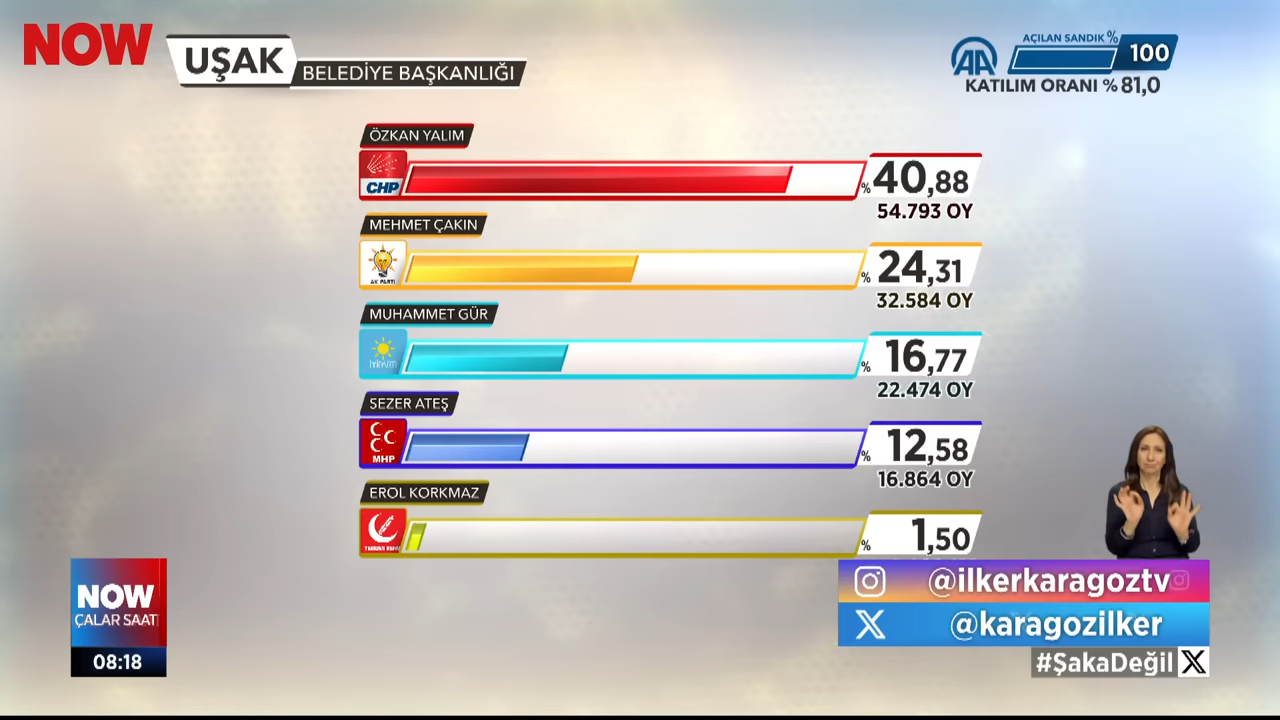 NOW
UŞAK
BELEDİYE BAŞKANLIĞI
AA
AÇILAN SANDIK %
100
KATILIM ORANI % 81,0
ÖZKAN YALIM
CHP
% 40,88
54.793 OY
MEHMET ÇAKIN
AK PARTİ
% 24,31
32.584 OY
MUHAMMET GÜR
% 16,77
22.474 OY
SEZER ATEŞ
MHP
% 12,58
16.864 OY
EROL KORKMAZ
% 1,50
@ilkerkaragoztv
@karagozilker
#ŞakaDeğil
NOW
ÇALAR SAAT
08:18